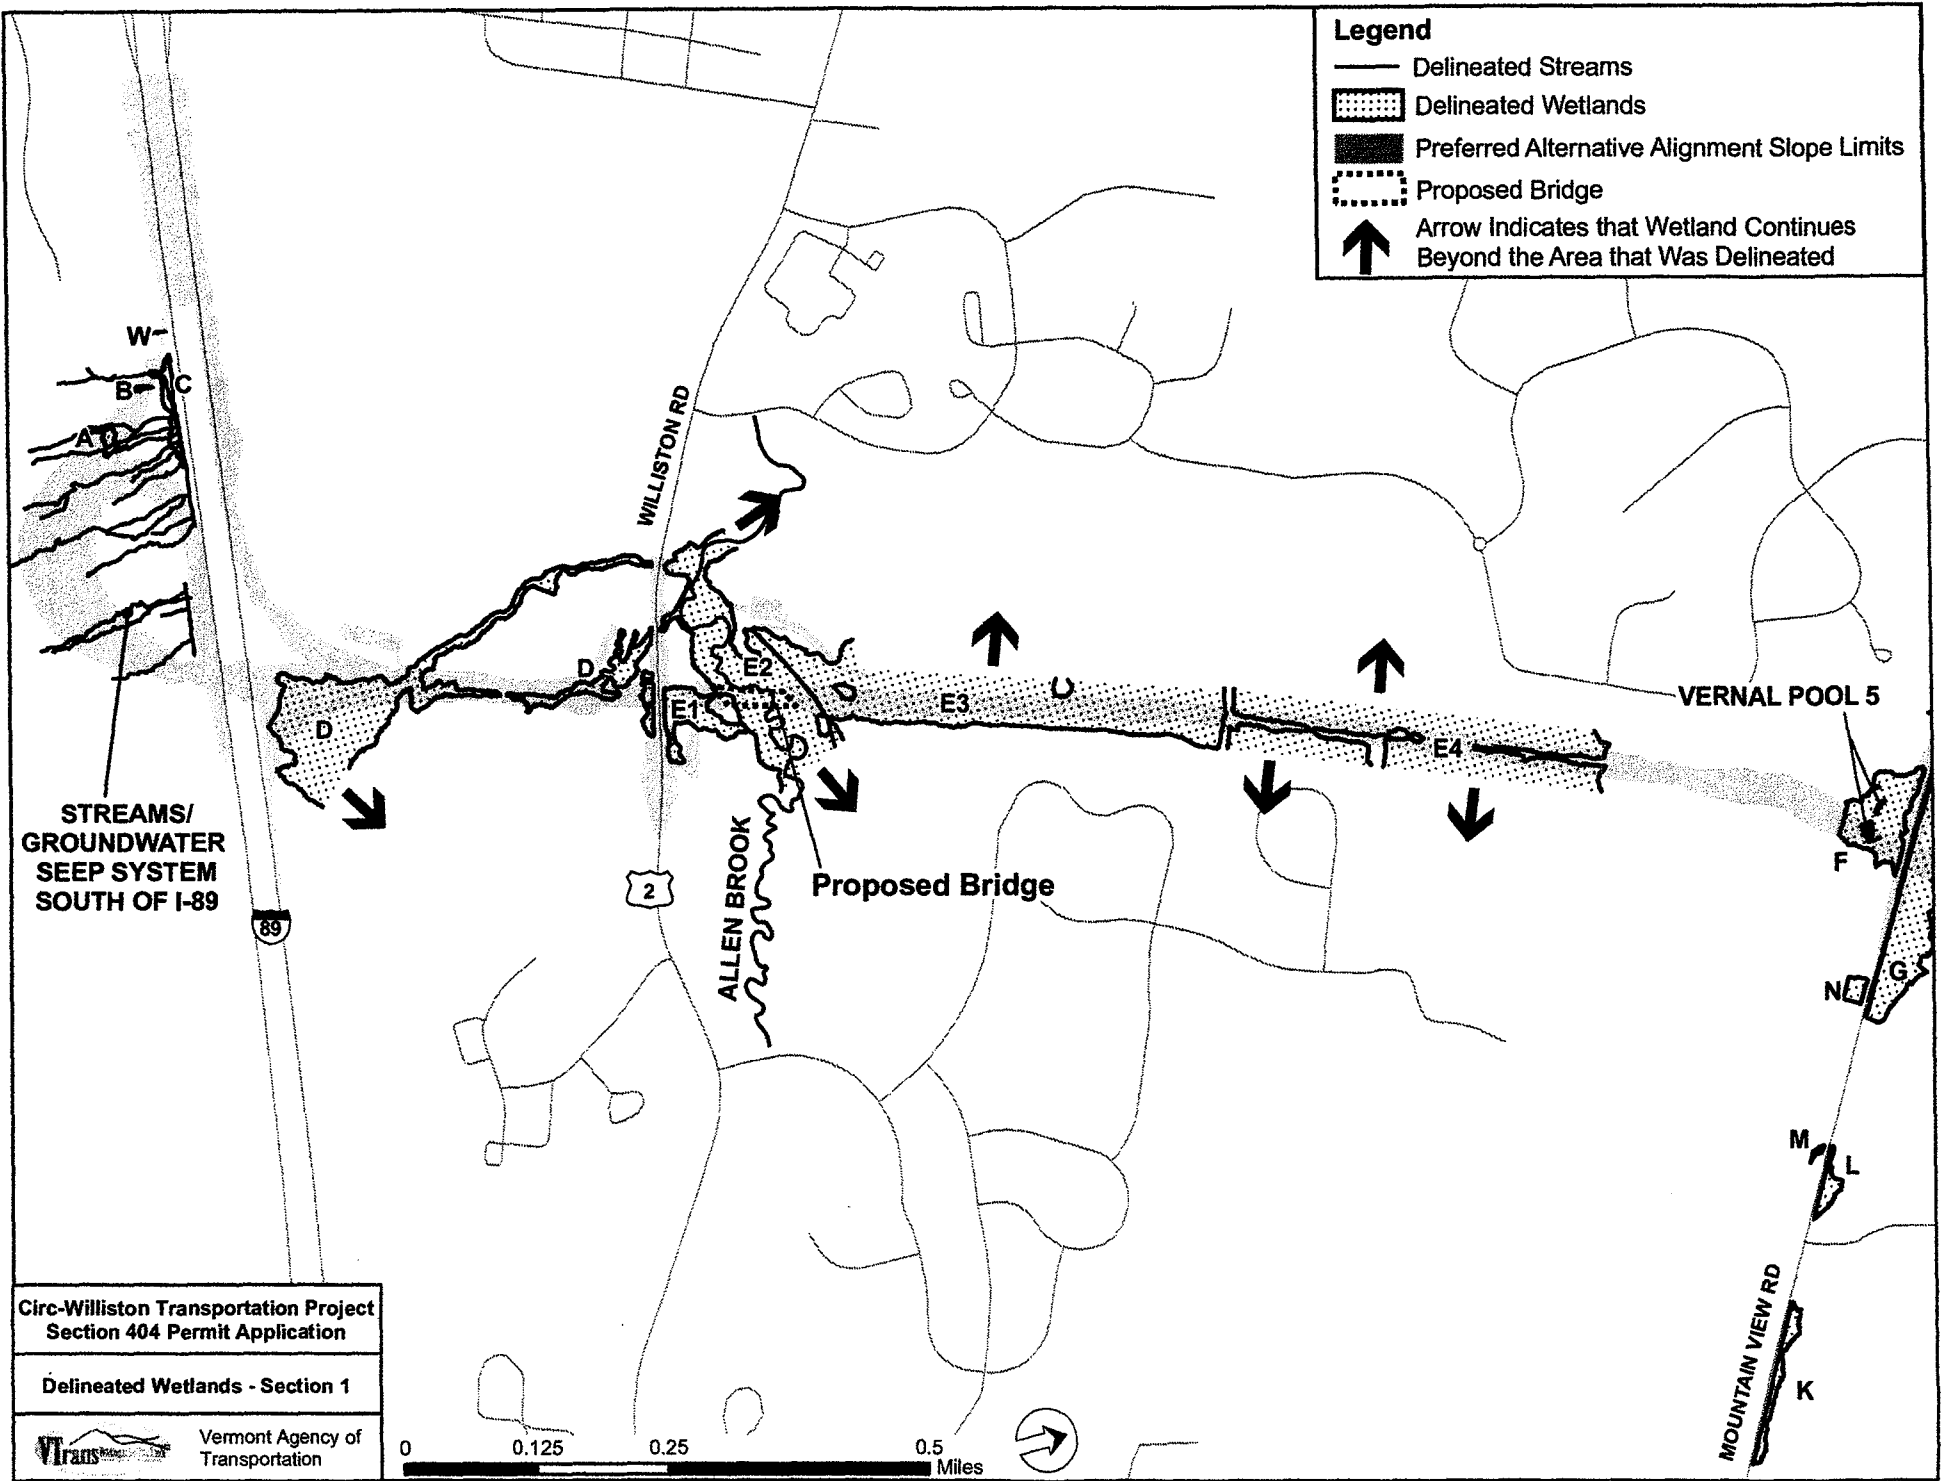 Legend
Delineated Streams
Delineated Wetlands
Preferred Alternative Alignment Slope Limits
Proposed Bridge
Arrow Indicates that Wetland Continues
Beyond the Area that Was Delineated
W
B
C
A
WILLISTON RD
D
E2
E1
E3
E4
D
VERNAL POOL 5
STREAMS/
GROUNDWATER
SEEP SYSTEM
SOUTH OF I-89
F
ALLEN BROOK
Proposed Bridge
2
89
G
N
M
L
MOUNTAIN VIEW RD
K
Circ-Williston Transportation Project
Section 404 Permit Application
Delineated Wetlands - Section 1
VTrans
Vermont Agency of
Transportation
0 0.125 0.25 0.5
Miles